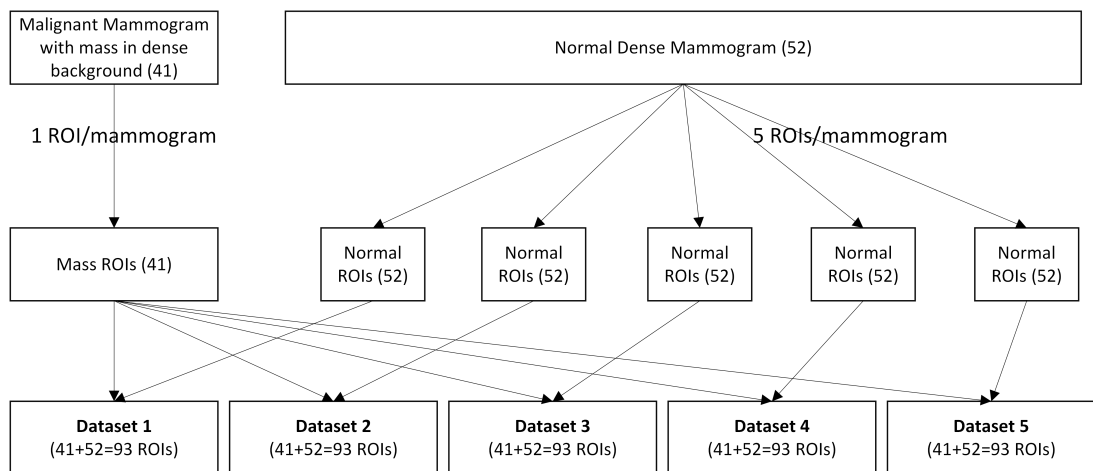 Malignant Mammogram
with mass in dense
background (41)
Normal Dense Mammogram (52)
1 ROI/mammogram
5 ROIs/mammogram
Mass ROIs (41)
Normal
ROIs (52)
Normal
ROIs (52)
Normal
ROIs (52)
Normal
ROIs (52)
Normal
ROIs (52)
Dataset 1
(41+52=93 ROIs)
Dataset 2
(41+52=93 ROIs)
Dataset 3
(41+52=93 ROIs)
Dataset 4
(41+52=93 ROIs)
Dataset 5
(41+52=93 ROIs)